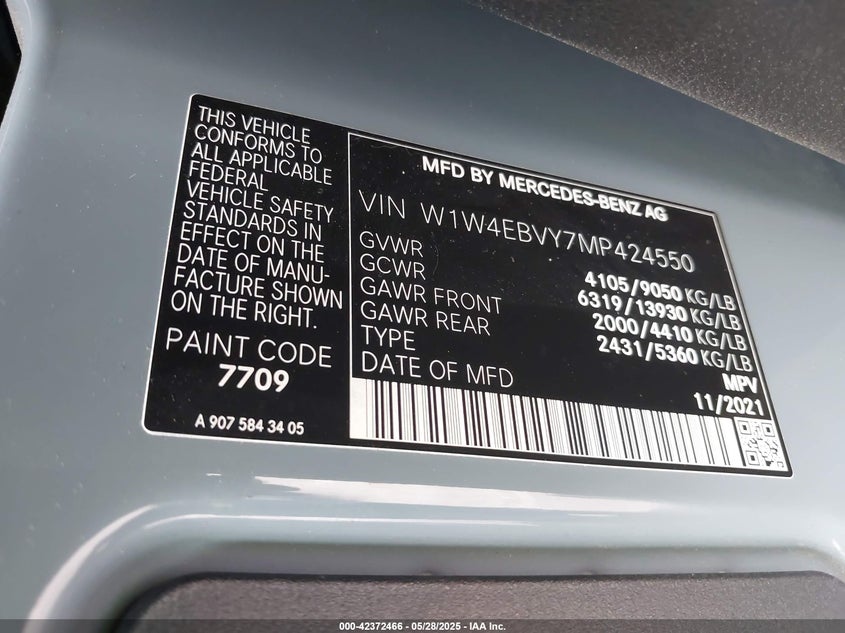 THIS VEHICLE
CONFORMS TO
ALL APPLICABLE
FEDERAL
VEHICLE SAFETY
STANDARDS IN
EFFECT ON THE
DATE OF MANU-
FACTURE SHOWN
ON THE RIGHT.
PAINT CODE
7709
A 907 584 34 05
MFD BY MERCEDES-BENZ AG
VIN W1W4EBVY7MP424550
GVWR 4105/9050 KG/LB
GCWR 6319/13930 KG/LB
GAWR FRONT 2000/4410 KG/LB
GAWR REAR 2431/5360 KG/LB
TYPE MPV
DATE OF MFD 11/2021
000-42372466 - 05/28/2025 - IAA Inc.